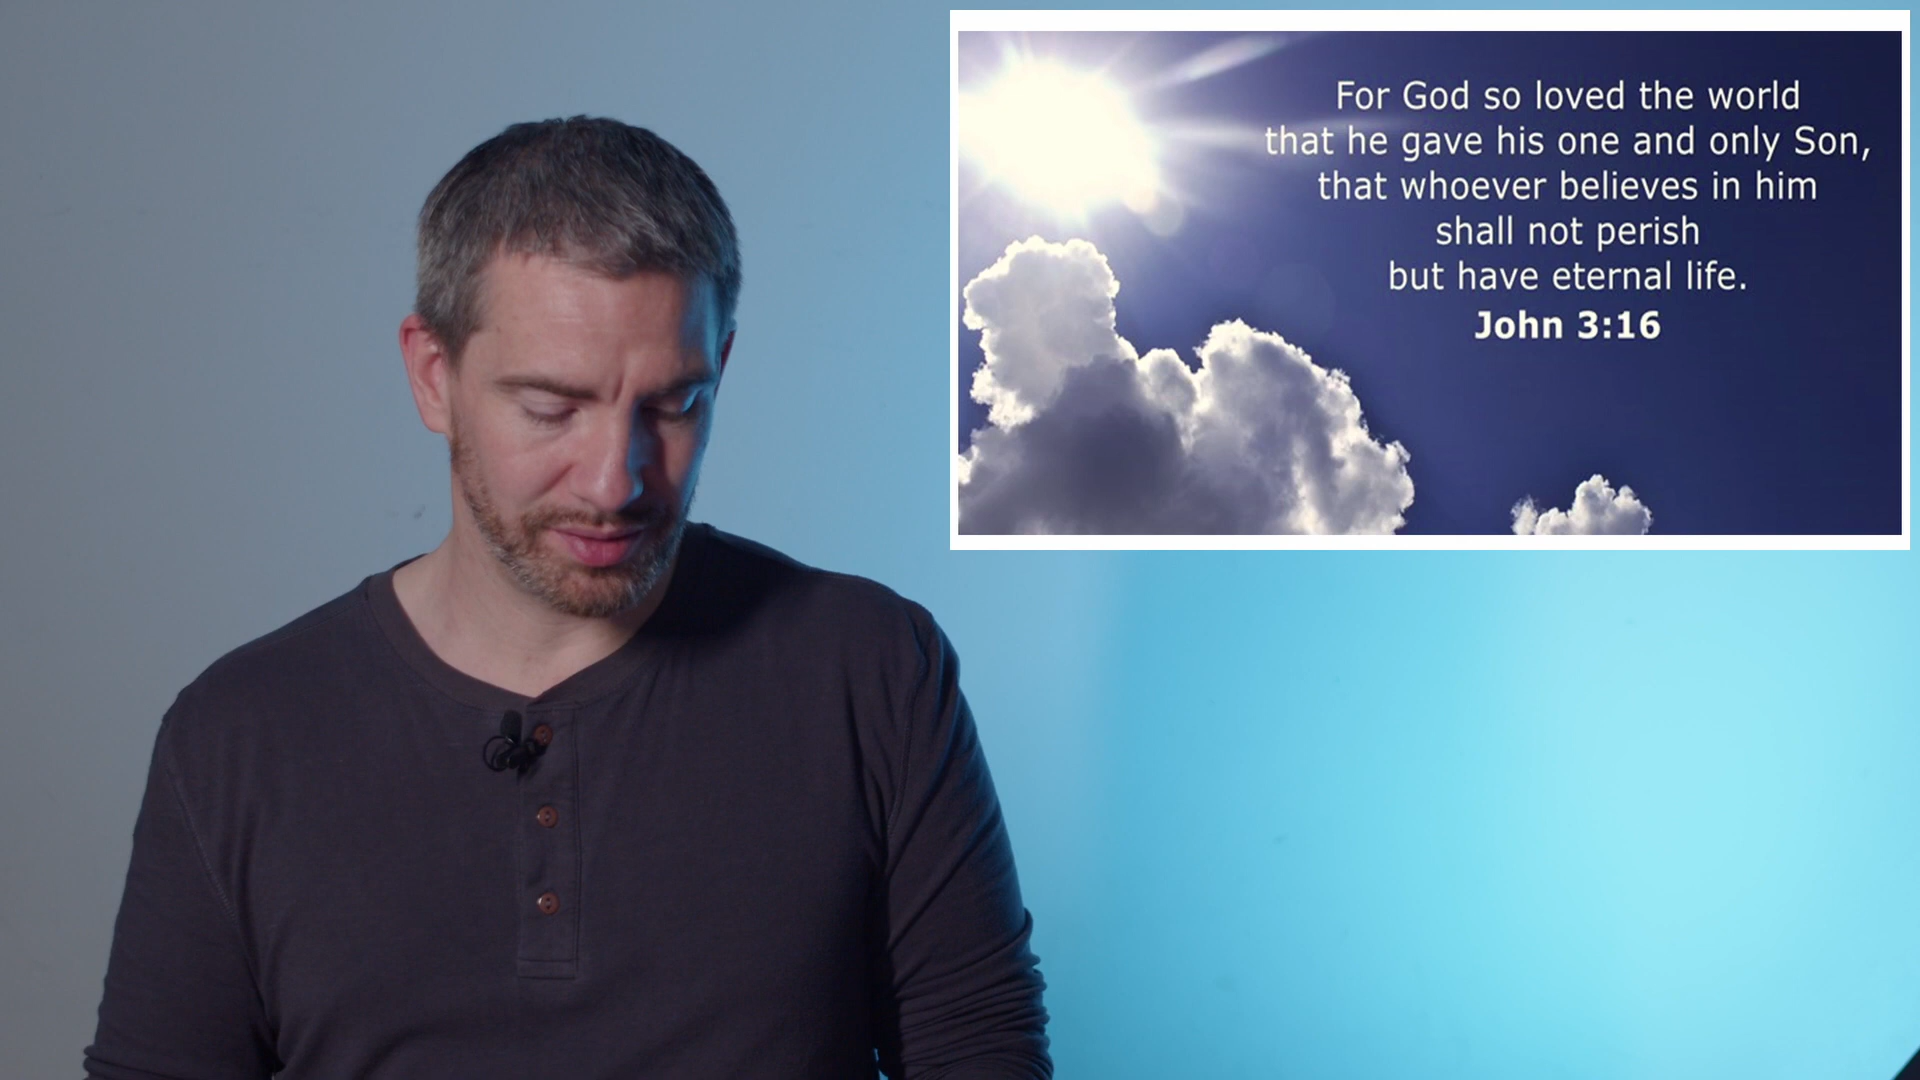 For God so loved the world
that he gave his one and only Son,
that whoever believes in him
shall not perish
but have eternal life.
John 3:16